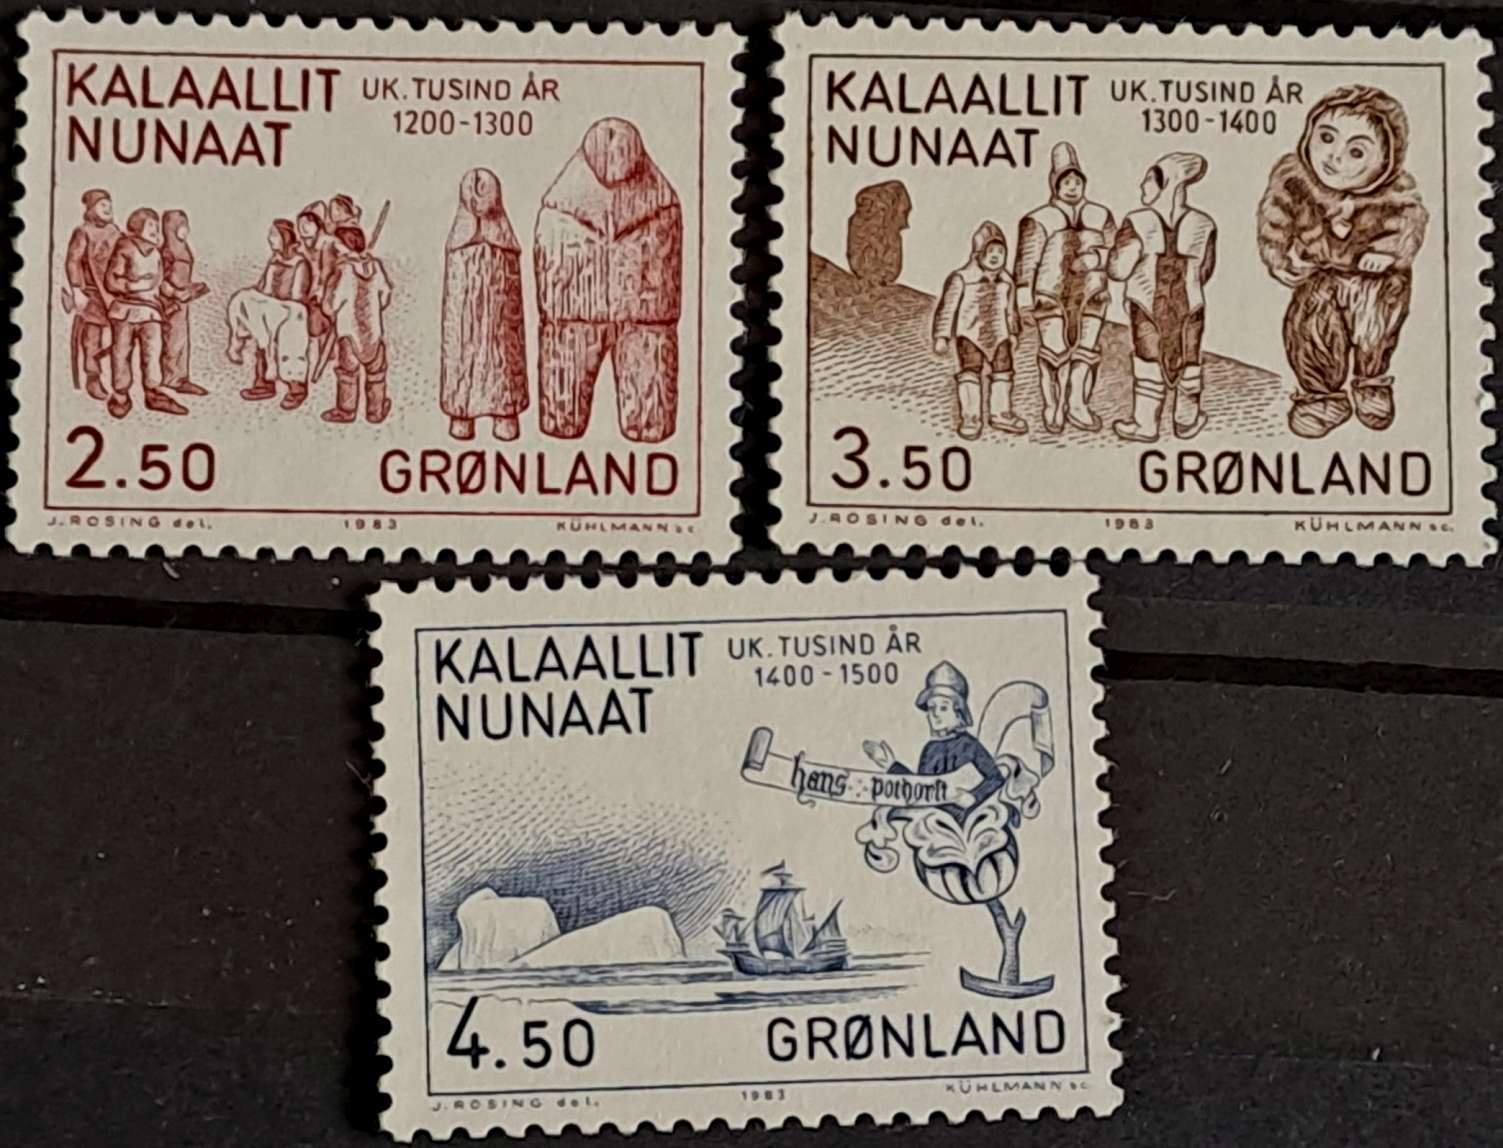 KALAALLIT UK. TUSIND ÅR
NUNAAT 1200-1300
2.50 GRØNLAND
J. ROSING del. 1983 KÜHLMANN sc.
KALAALLIT UK. TUSIND ÅR
NUNAAT 1300-1400
3.50 GRØNLAND
J. ROSING del. 1983 KÜHLMANN sc.
KALAALLIT UK. TUSIND ÅR
NUNAAT 1400-1500
hans pothorst
4.50 GRØNLAND
J. ROSING del. 1983 KÜHLMANN sc.